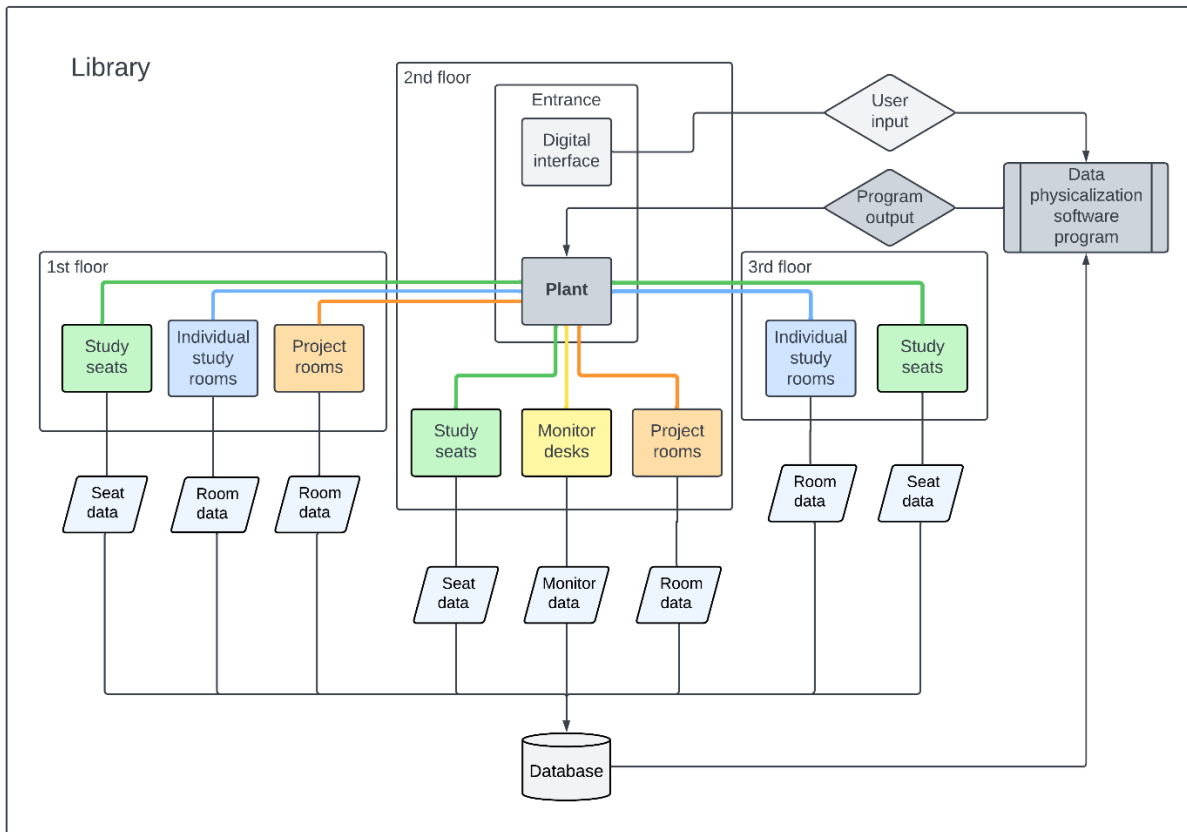 Library
2nd floor
Entrance
Digital
interface
User
input
Data
physicalization
software
program
Program
output
1st floor
Plant
3rd floor
Study
seats
Individual
study
rooms
Project
rooms
Individual
study
rooms
Study
seats
Study
seats
Monitor
desks
Project
rooms
Seat
data
Room
data
Room
data
Room
data
Seat
data
Seat
data
Monitor
data
Room
data
Database